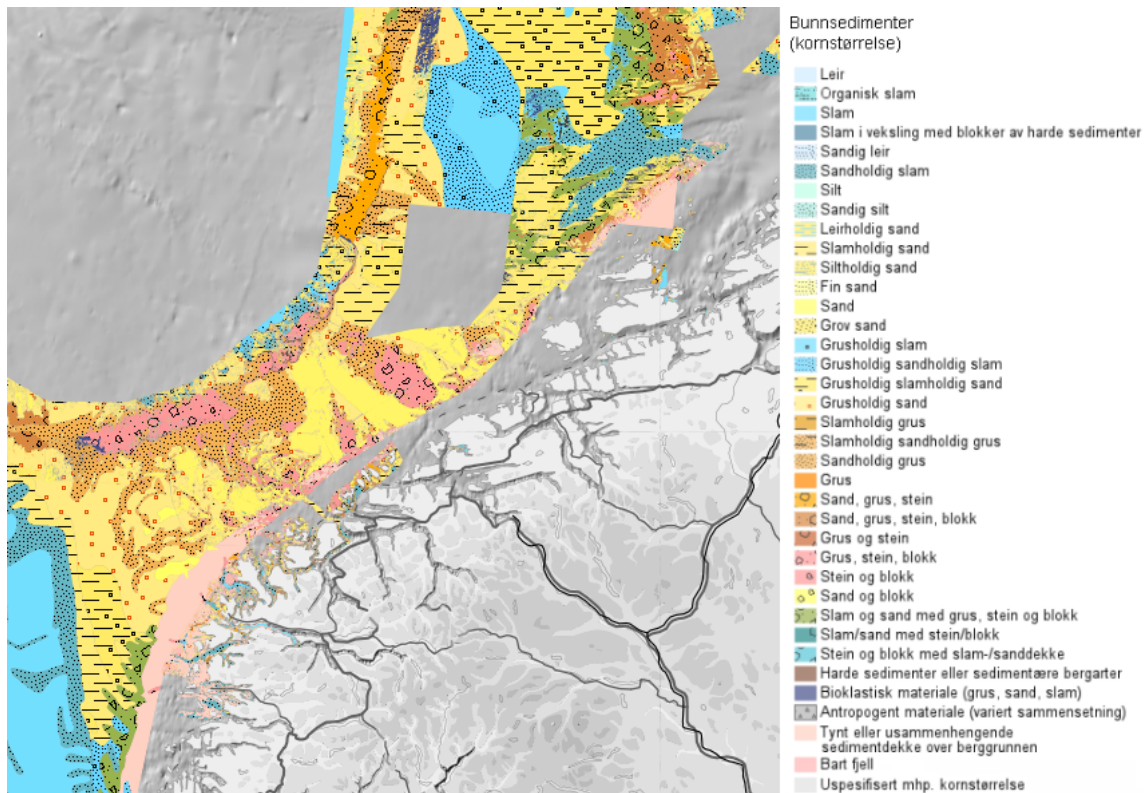 Bunnsedimenter
(kornstørrelse)
Leir
Organisk slam
Slam
Slam i veksling med blokker av harde sedimenter
Sandig leir
Sandholdig slam
Silt
Sandig silt
Leirholdig sand
Slamholdig sand
Siltholdig sand
Fin sand
Sand
Grov sand
Grusholdig slam
Grusholdig sandholdig slam
Grusholdig slamholdig sand
Grusholdig sand
Slamholdig grus
Slamholdig sandholdig grus
Sandholdig grus
Grus
Sand, grus, stein
Sand, grus, stein, blokk
Grus og stein
Grus, stein, blokk
Stein og blokk
Sand og blokk
Slam og sand med grus, stein og blokk
Slam/sand med stein/blokk
Stein og blokk med slam-/sanddekke
Harde sedimenter eller sedimentære bergarter
Bioklastisk materiale (grus, sand, slam)
Antropogent materiale (variert sammensetning)
Tynt eller usammenhengende
sedimentdekke over berggrunnen
Bart fjell
Uspesifisert mhp. kornstørrelse